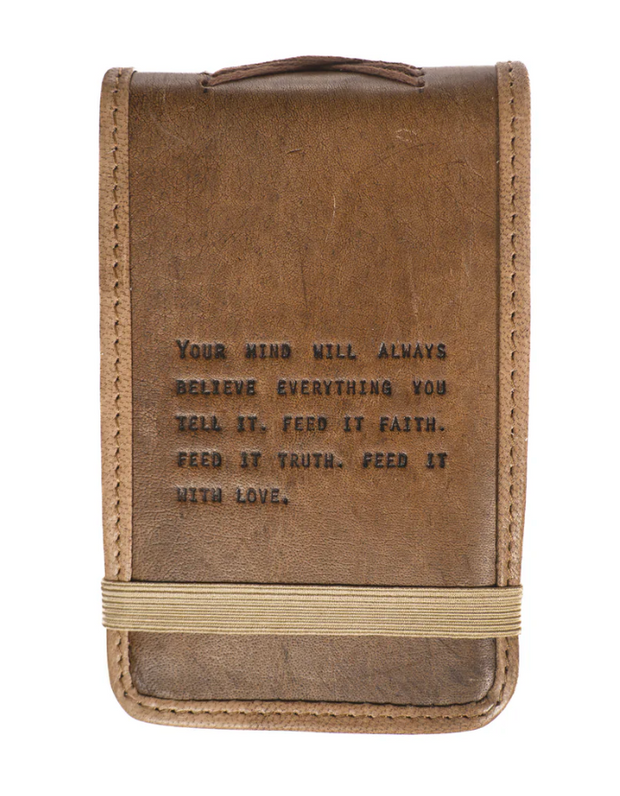 YOUR MIND WILL ALWAYS
BELIEVE EVERYTHING YOU
TELL IT. FEED IT FAITH.
FEED IT TRUTH. FEED IT
WITH LOVE.